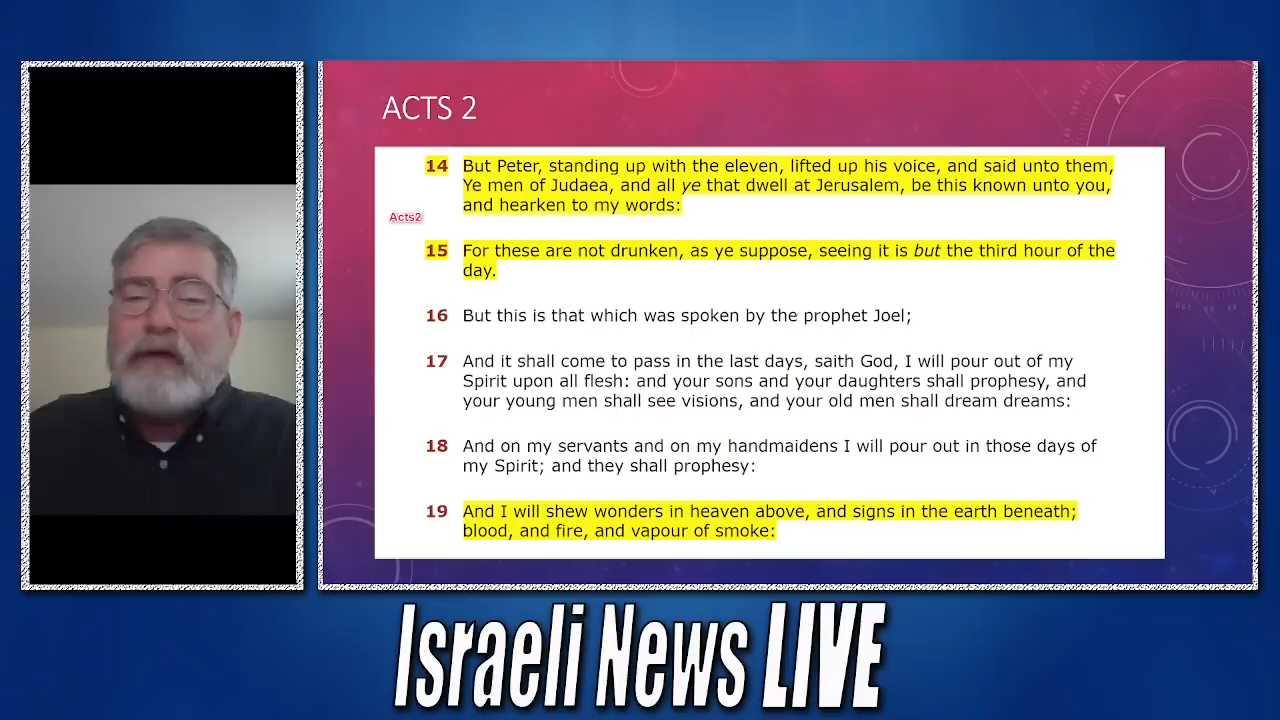 ACTS 2
14 But Peter, standing up with the eleven, lifted up his voice, and said unto them,
Ye men of Judaea, and all ye that dwell at Jerusalem, be this known unto you,
and hearken to my words:
Acts2
15 For these are not drunken, as ye suppose, seeing it is but the third hour of the
day.
16 But this is that which was spoken by the prophet Joel;
17 And it shall come to pass in the last days, saith God, I will pour out of my
Spirit upon all flesh: and your sons and your daughters shall prophesy, and
your young men shall see visions, and your old men shall dream dreams:
18 And on my servants and on my handmaidens I will pour out in those days of
my Spirit; and they shall prophesy:
19 And I will shew wonders in heaven above, and signs in the earth beneath;
blood, and fire, and vapour of smoke:
Israeli News LIVE